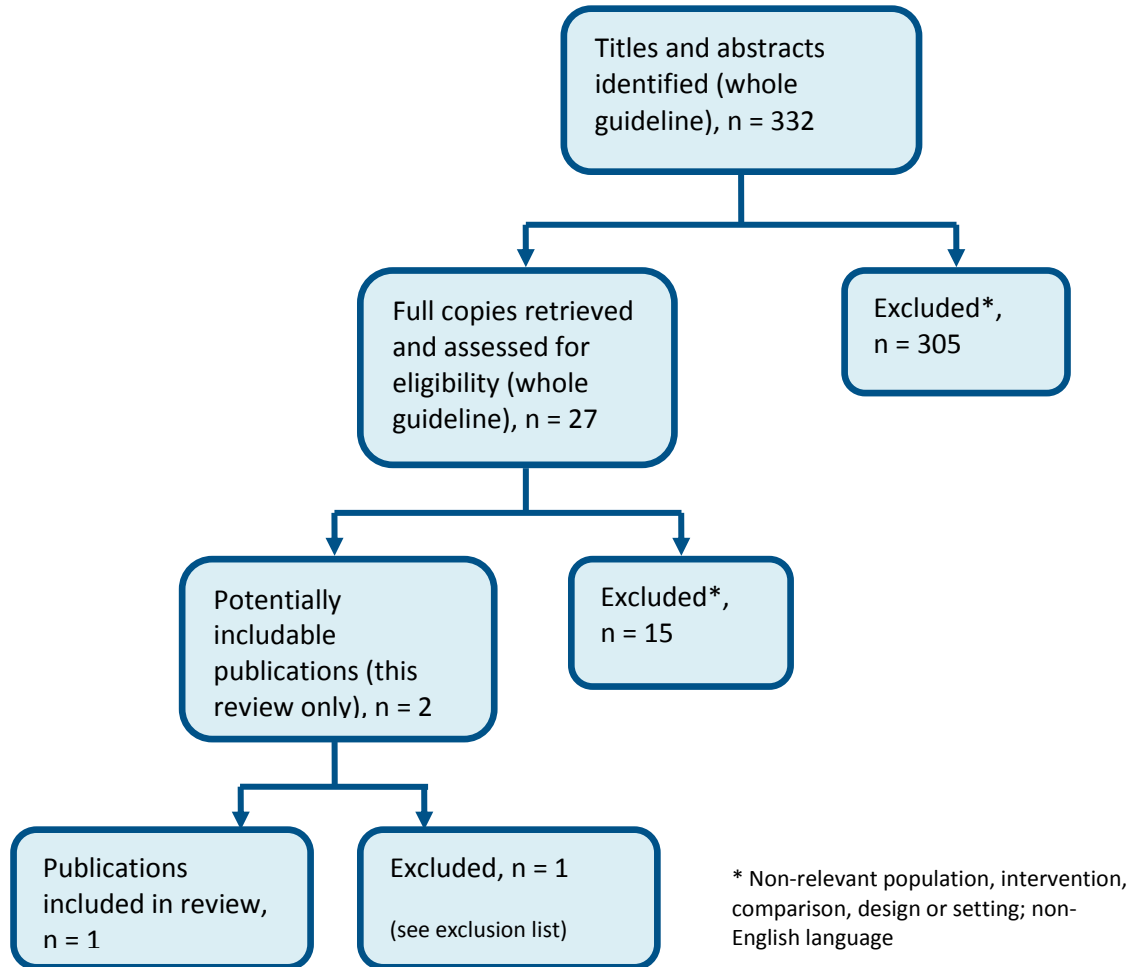 Titles and abstracts
identified (whole
guideline), n = 332
Full copies retrieved
and assessed for
eligibility (whole
guideline), n = 27
Excluded*,
n = 305
Potentially
includable
publications (this
review only), n = 2
Excluded*,
n = 15
Publications
included in review,
n = 1
Excluded, n = 1
(see exclusion list)
* Non-relevant population, intervention,
comparison, design or setting; non-
English language